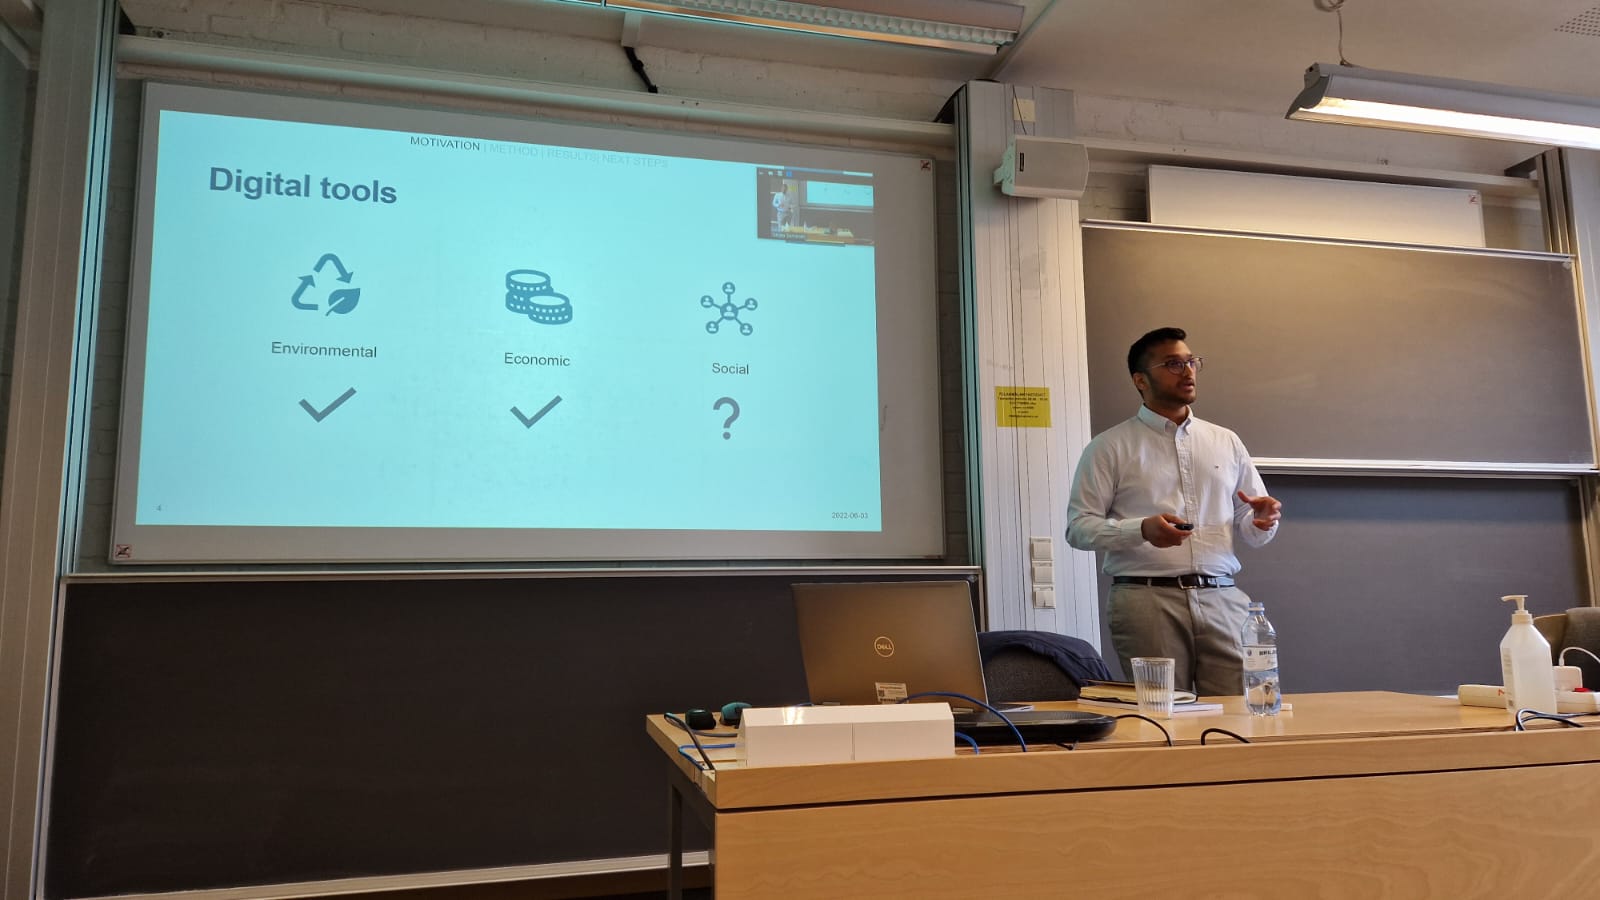 MOTIVATION | METHOD | RESULTS| NEXT STEPS
Digital tools
Environmental
Economic
Social
?
4
2022-06-03
DELL